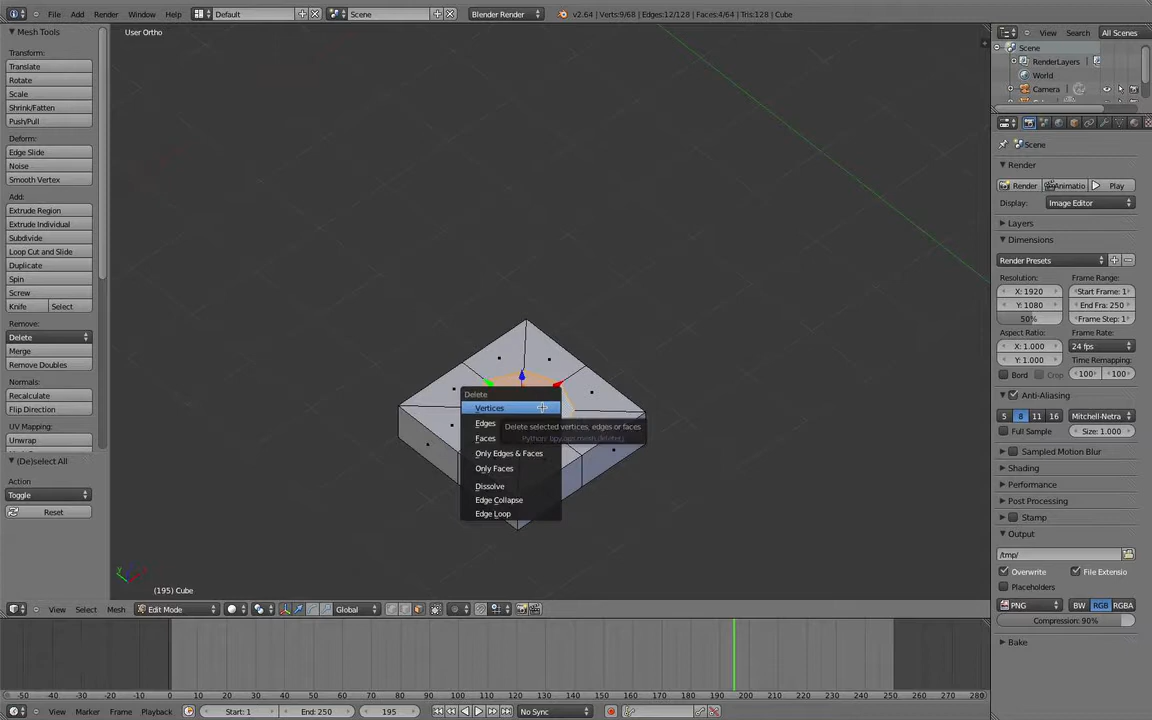 File Add Render Window Help Default Scene Blender Render v2.64 | Verts:9/68 | Edges:12/128 | Faces:4/64 | Tris:128 | Cube
Mesh Tools
Transform:
Translate
Rotate
Scale
Shrink/Fatten
Push/Pull
Deform:
Edge Slide
Noise
Smooth Vertex
Add:
Extrude Region
Extrude Individual
Subdivide
Loop Cut and Slide
Duplicate
Spin
Screw
Knife Select
Remove:
Delete
Merge
Remove Doubles
Normals:
Recalculate
Flip Direction
UV Mapping:
Unwrap
(De)select All
Action
Toggle
Reset
User Ortho
Delete
Vertices
Edges
Faces
Only Edges & Faces
Only Faces
Dissolve
Edge Collapse
Edge Loop
Delete selected vertices, edges or faces
Python: bpy.ops.mesh.delete()
(195) Cube
View Select Mesh Edit Mode Global
View Search All Scenes
Scene
RenderLayers
World
Camera
Scene
Render
Render Animatio Play
Display: Image Editor
Layers
Dimensions
Render Presets
Resolution: Frame Range:
X: 1920 Start Frame: 1
Y: 1080 End Fra: 250
50% Frame Step: 1
Aspect Ratio: Frame Rate:
X: 1.000 24 fps
Y: 1.000 Time Remapping:
Bord Crop 100 100
Anti-Aliasing
5 8 11 16 Mitchell-Netra
Full Sample Size: 1.000
Sampled Motion Blur
Shading
Performance
Post Processing
Stamp
Output
/tmp/
Overwrite File Extensio
Placeholders
PNG BW RGB RGBA
Compression: 90%
Bake
-50 -40 -30 -20 -10 0 10 20 30 40 50 60 70 80 90 100 110 120 130 140 150 160 170 180 190 200 210 220 230 240 250 260 270 280
View Marker Frame Playback Start: 1 End: 250 195 No Sync